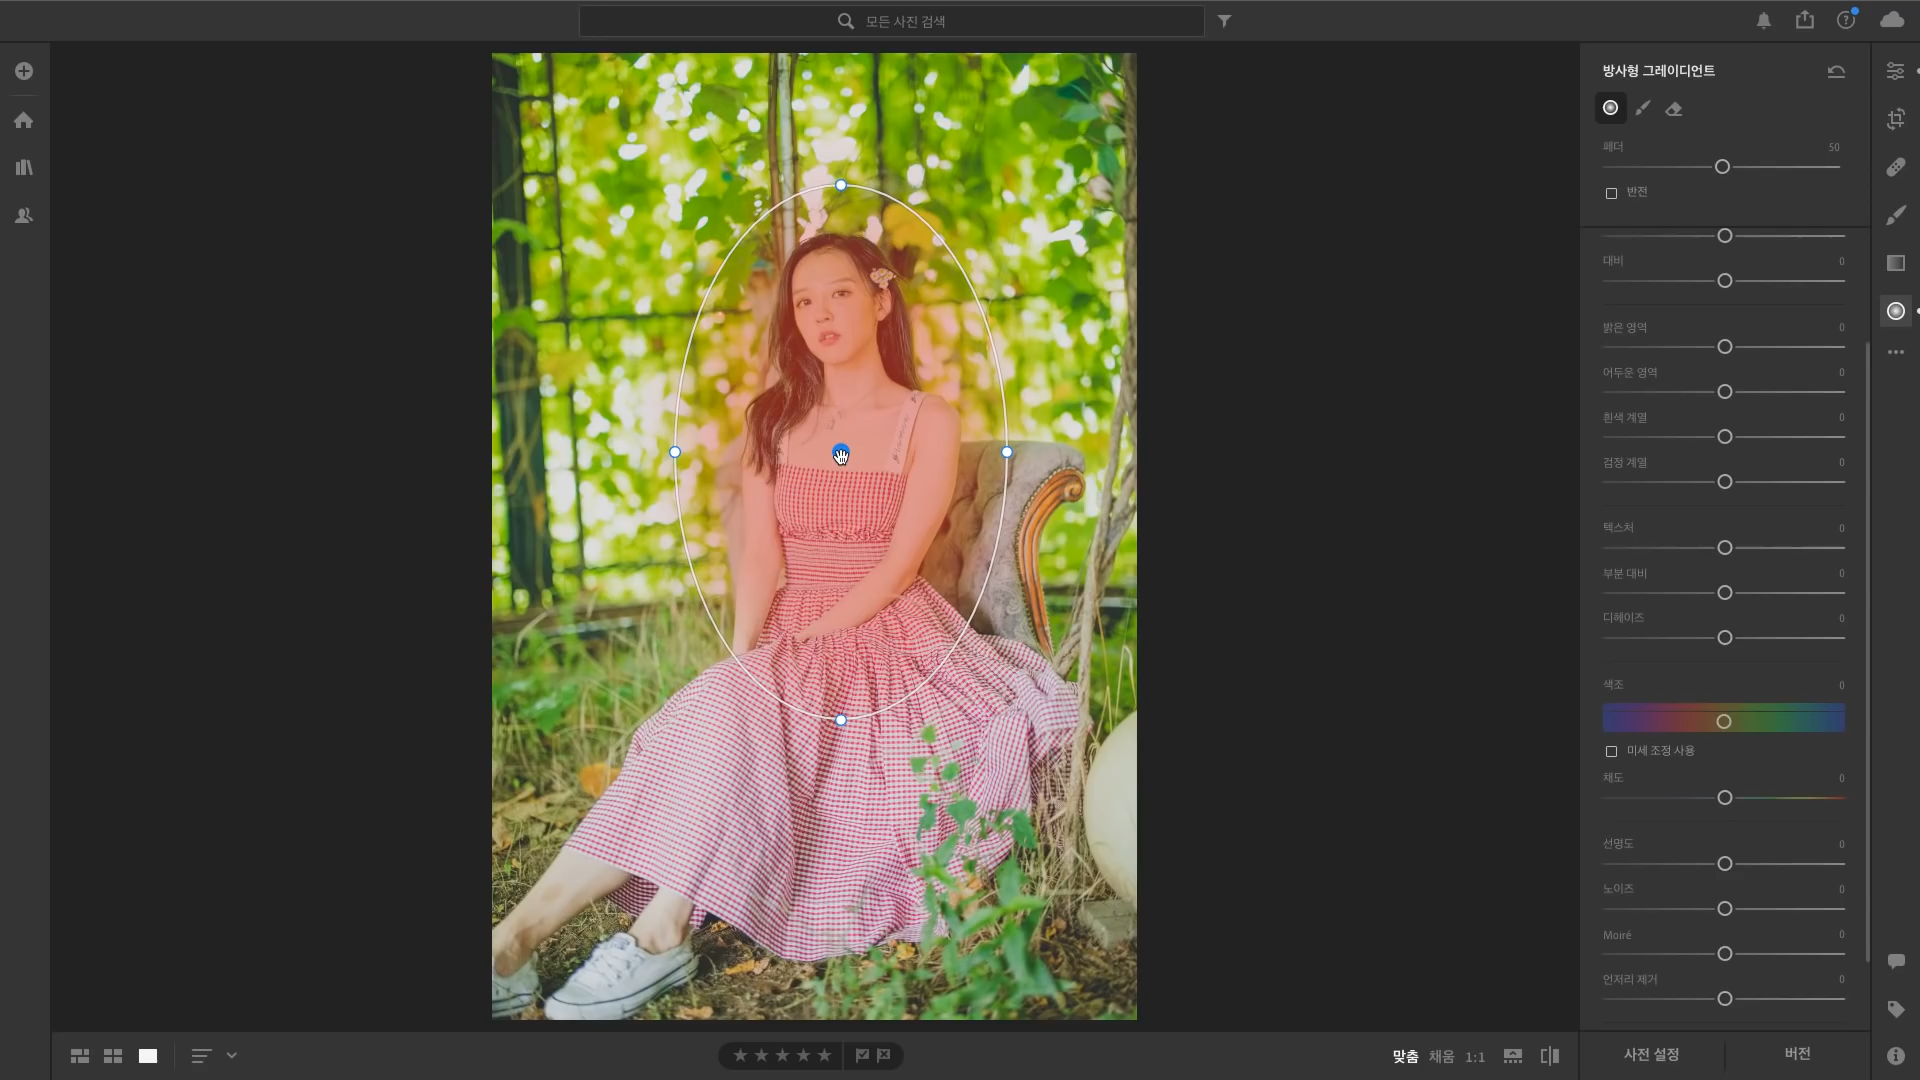 모든 사진 검색
방사형 그레이디언트
페더 50
반전
대비 0
밝은 영역 0
어두운 영역 0
흰색 계열 0
검정 계열 0
텍스처 0
부분 대비 0
디헤이즈 0
색조 0
미세 조정 사용
채도 0
선명도 0
노이즈 0
Moiré 0
언저리 제거 0
맞춤 채움 1:1
사전 설정 버전